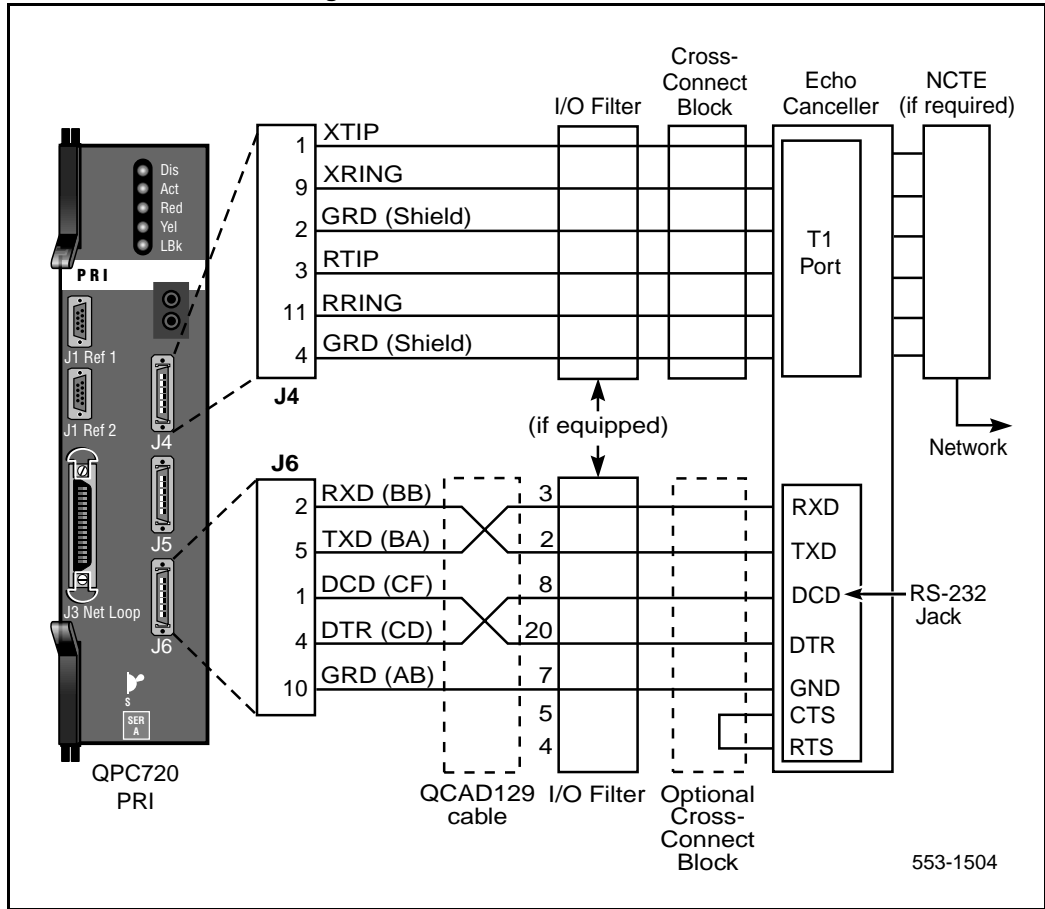 Cross-
Connect
Block
Echo
Canceller
NCTE
(if required)
I/O Filter
Dis
Act
Red
Yel
LBk
PRI
J1 Ref 1
J1 Ref 2
J3 Net Loop
J4
J5
J6
S
SER
A
QPC720
PRI
1 XTIP
9 XRING
2 GRD (Shield)
3 RTIP
11 RRING
4 GRD (Shield)
J4
T1
Port
(if equipped)
Network
J6
2 RXD (BB) 3 RXD
5 TXD (BA) 2 TXD
1 DCD (CF) 8 DCD
4 DTR (CD) 20 DTR
10 GRD (AB) 7 GND
5 CTS
4 RTS
RS-232
Jack
QCAD129
cable
I/O Filter
Optional
Cross-
Connect
Block
553-1504